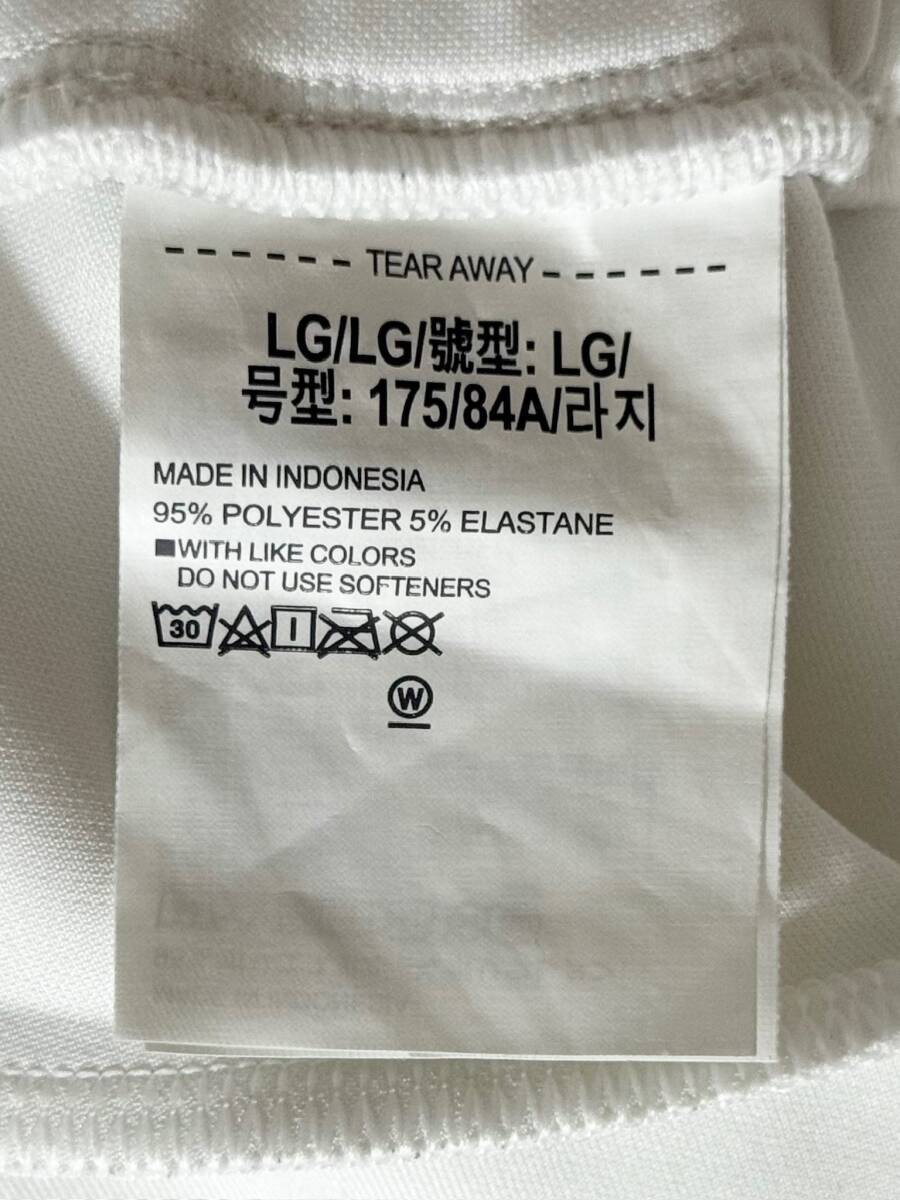 TEAR AWAY
LG/LG/號型: LG/
号型: 175/84A/라지
MADE IN INDONESIA
95% POLYESTER 5% ELASTANE
■WITH LIKE COLORS
DO NOT USE SOFTENERS
30
W